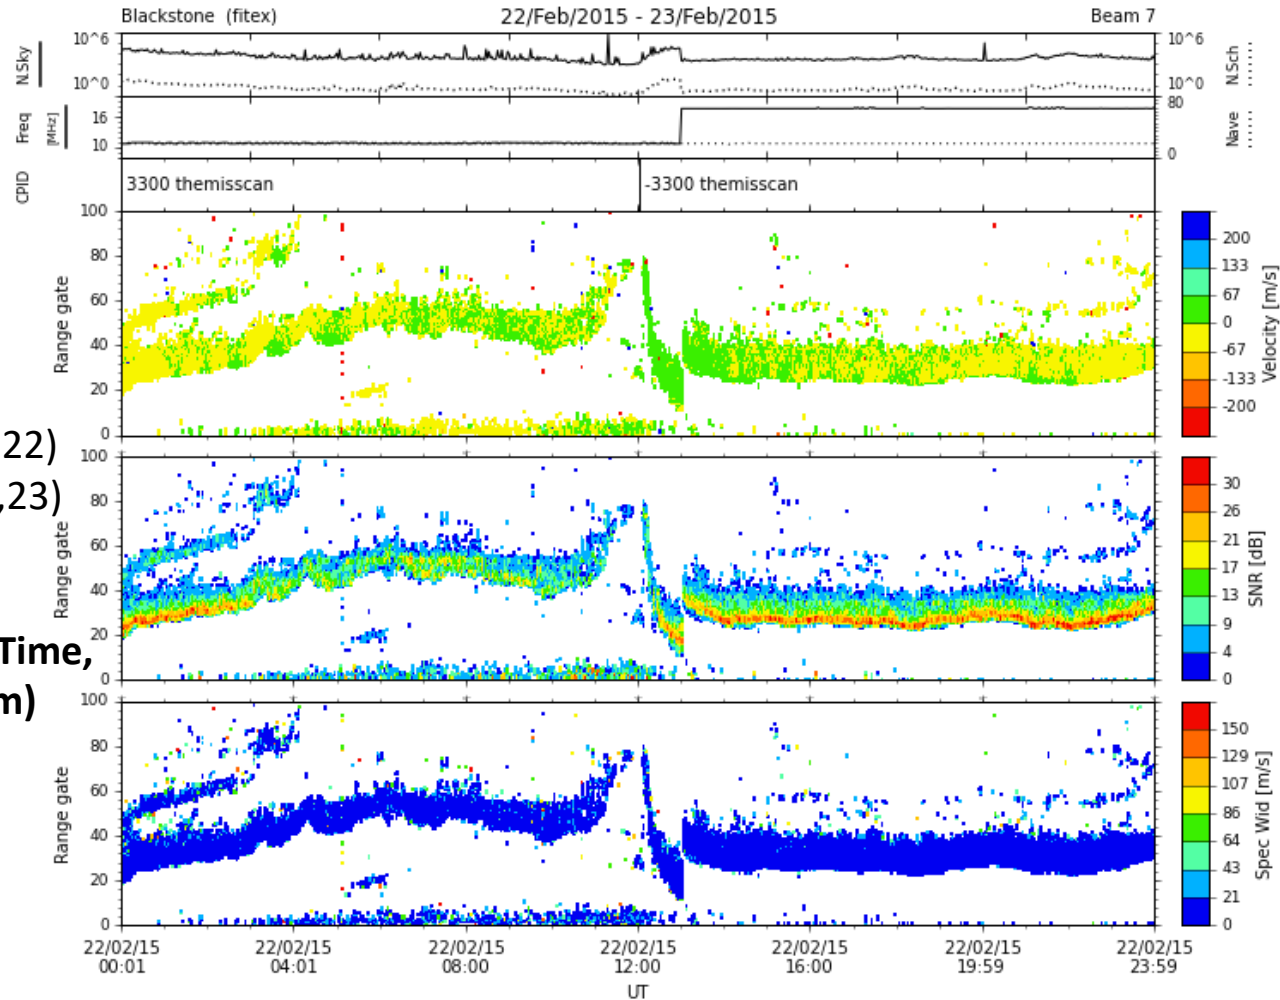 Blackstone (fitex) 22/Feb/2015 - 23/Feb/2015 Beam 7
N.Sky 10^6 10^0 10^6 10^0 N.Sch
Freq [MHz] 16 10 80 0 Nave
CPID 3300 themisscan -3300 themisscan
Range gate 100 80 60 40 20 0
200 133 67 0 -67 -133 -200 Velocity [m/s]
22)
,23)
Range gate 100 80 60 40 20 0
30 26 21 17 13 9 4 0 SNR [dB]
Time,
m)
Range gate 100 80 60 40 20 0
150 129 107 86 64 43 21 0 Spec Wid [m/s]
22/02/15 22/02/15 22/02/15 22/02/15 22/02/15 22/02/15 22/02/15
00:01 04:01 08:00 12:00 16:00 19:59 23:59
UT